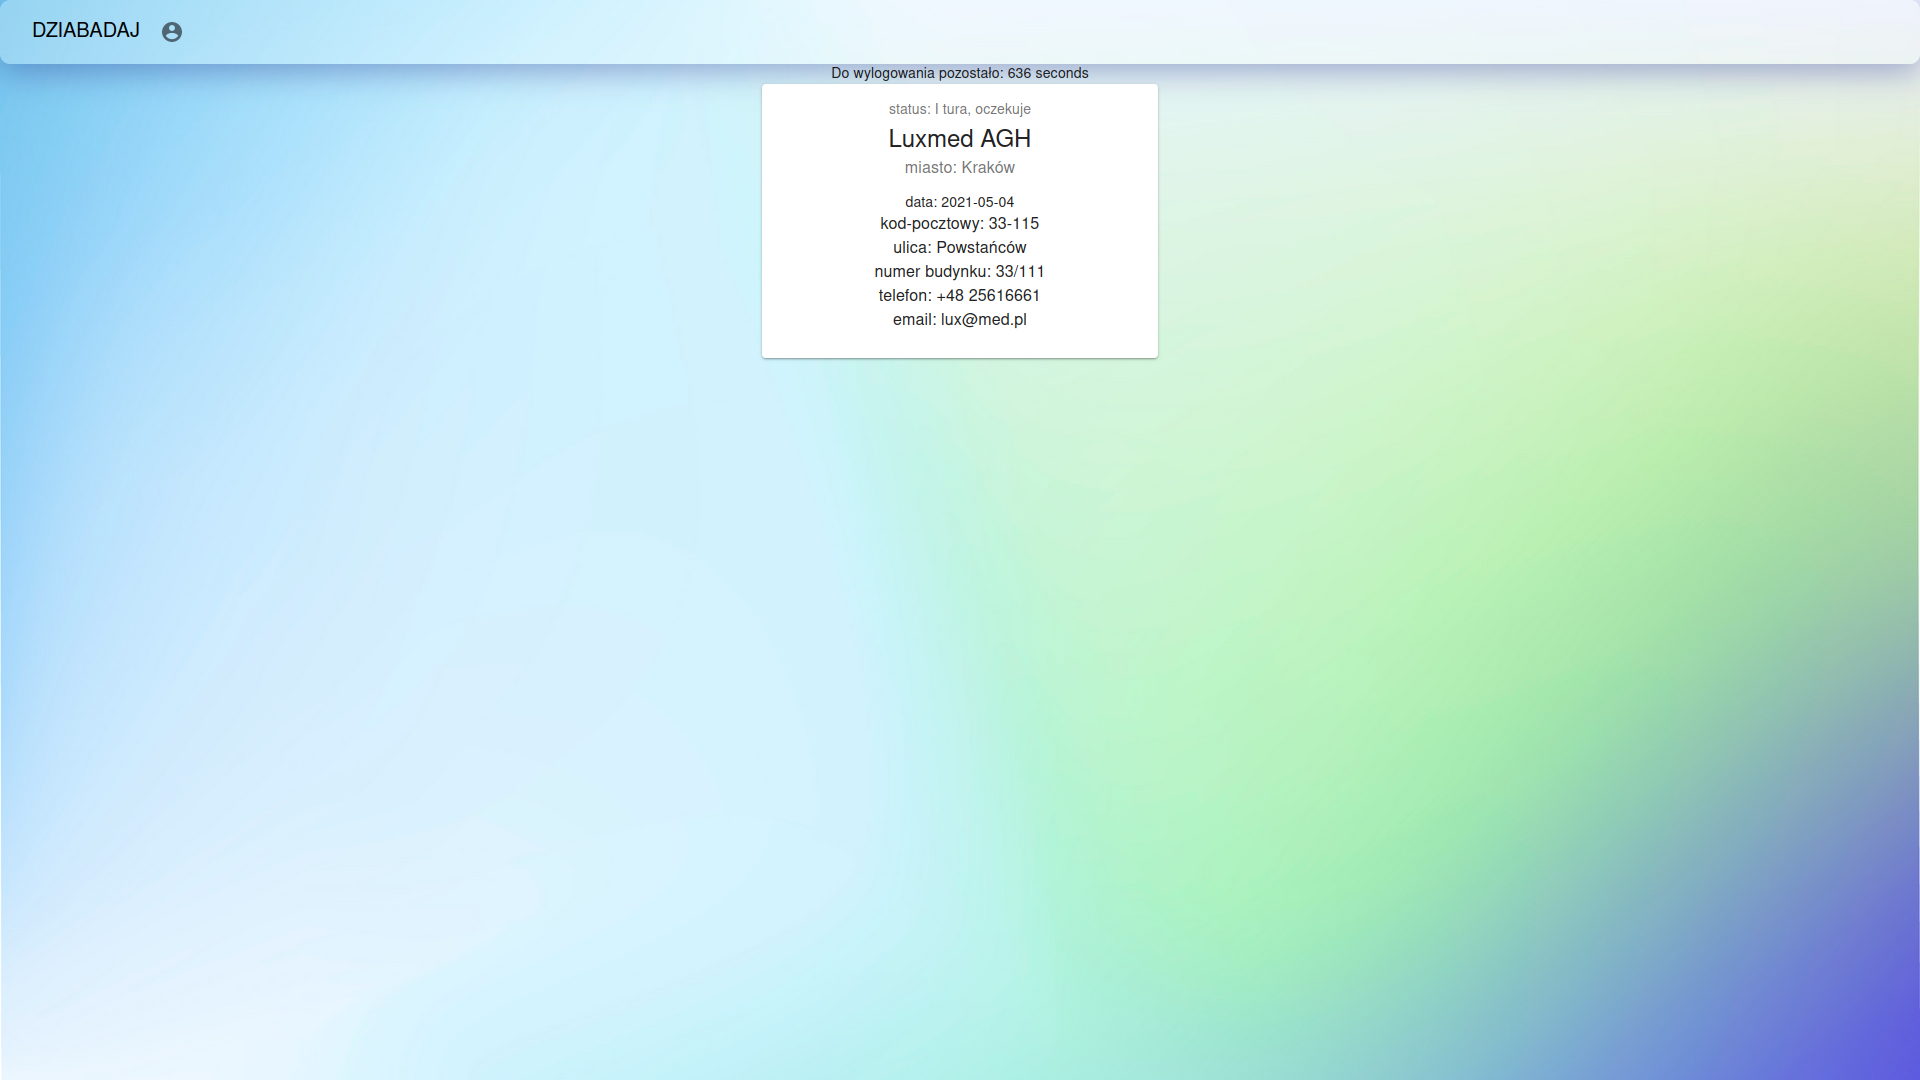 DZIABADAJ
Do wylogowania pozostało: 636 seconds
status: I tura, oczekuje
Luxmed AGH
miasto: Kraków
data: 2021-05-04
kod-pocztowy: 33-115
ulica: Powstańców
numer budynku: 33/111
telefon: +48 25616661
email: lux@med.pl